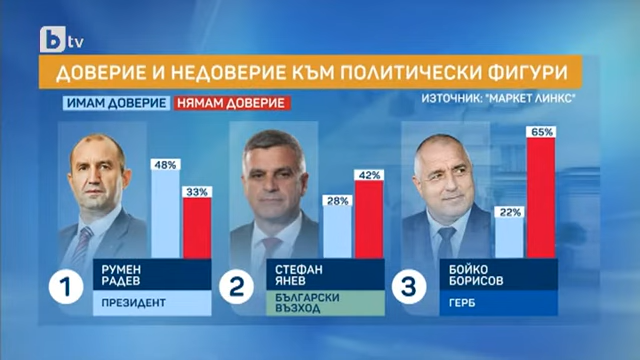 btv
ДОВЕРИЕ И НЕДОВЕРИЕ КЪМ ПОЛИТИЧЕСКИ ФИГУРИ
ИМАМ ДОВЕРИЕ НЯМАМ ДОВЕРИЕ
ИЗТОЧНИК: "МАРКЕТ ЛИНКС"
48%
33%
1
РУМЕН
РАДЕВ
ПРЕЗИДЕНТ
28%
42%
2
СТЕФАН
ЯНЕВ
БЪЛГАРСКИ
ВЪЗХОД
22%
65%
3
БОЙКО
БОРИСОВ
ГЕРБ